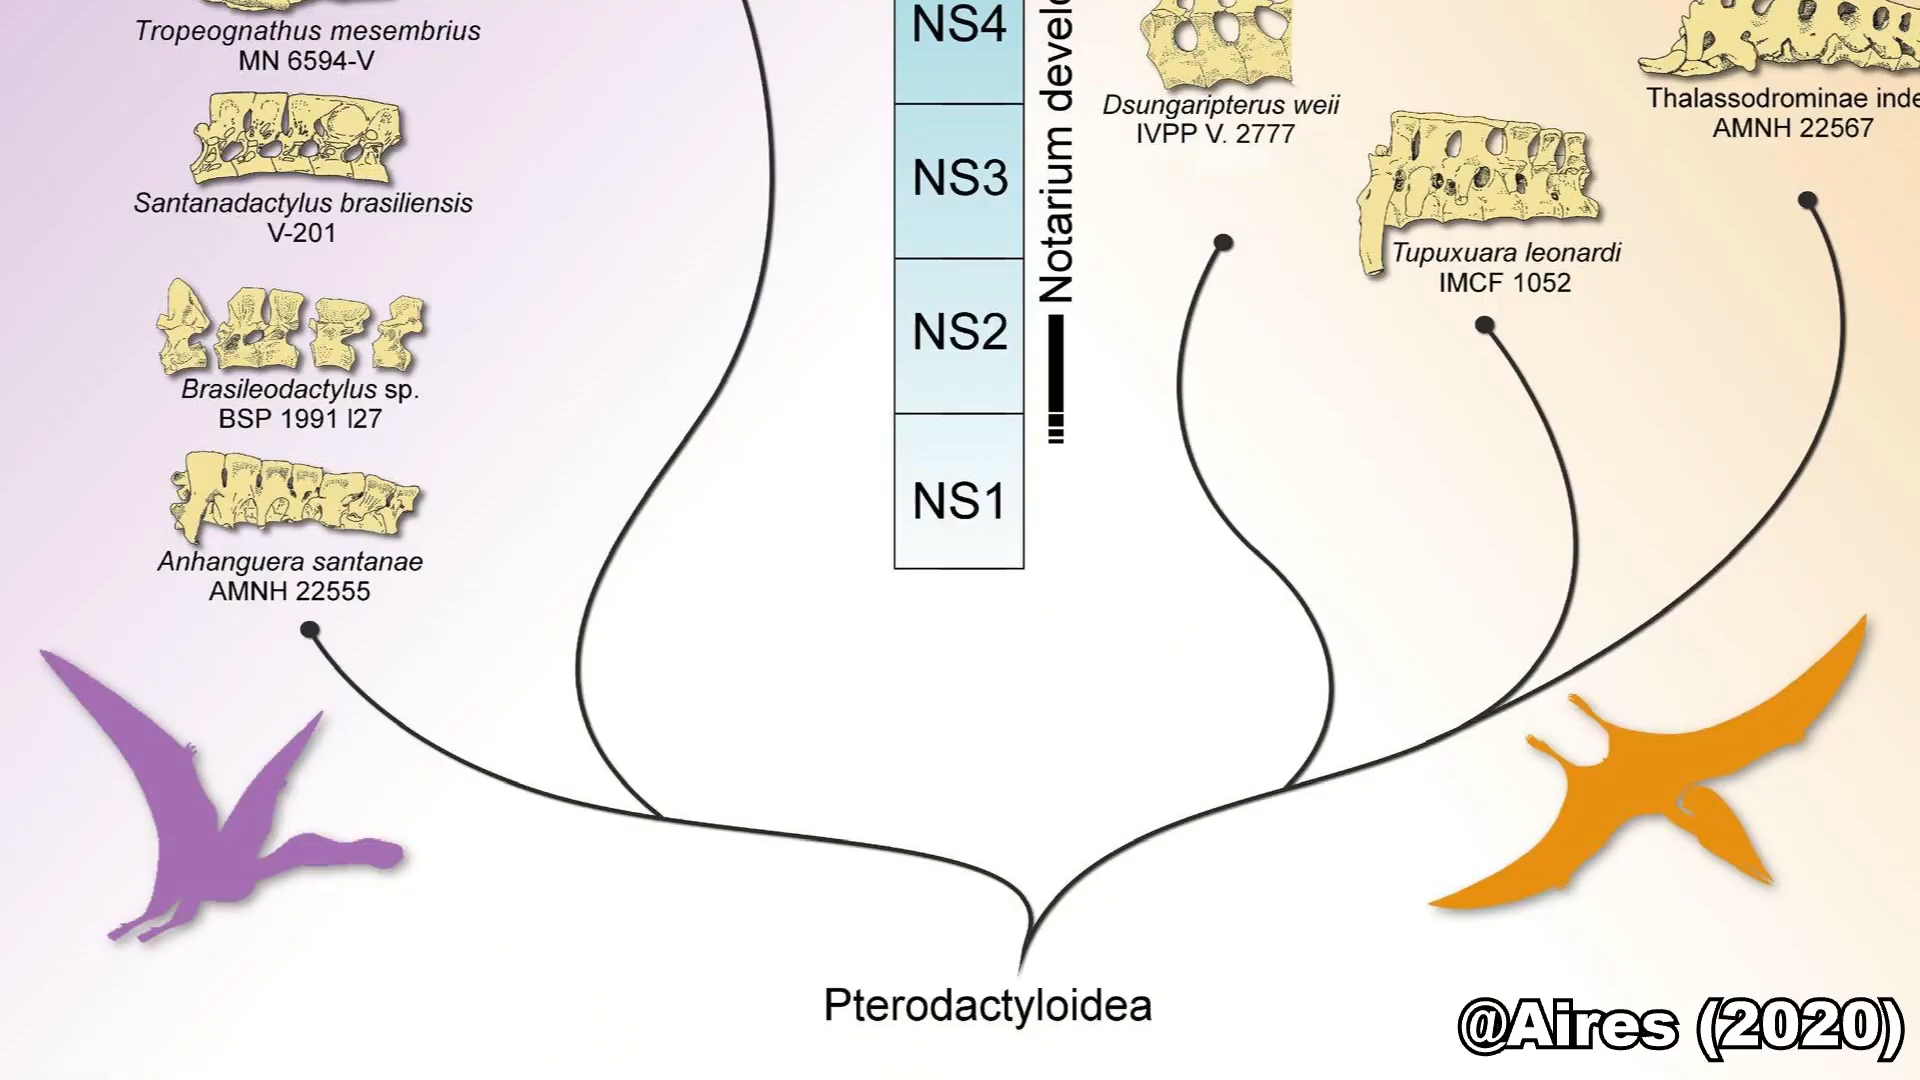 Tropeognathus mesembrius
MN 6594-V
Santanadactylus brasiliensis
V-201
Brasileodactylus sp.
BSP 1991 I27
Anhanguera santanae
AMNH 22555
NS4
NS3
NS2
NS1
Notarium develo
Dsungaripterus weii
IVPP V. 2777
Tupuxuara leonardi
IMCF 1052
Thalassodrominae inde
AMNH 22567
Pterodactyloidea
@Aires (2020)